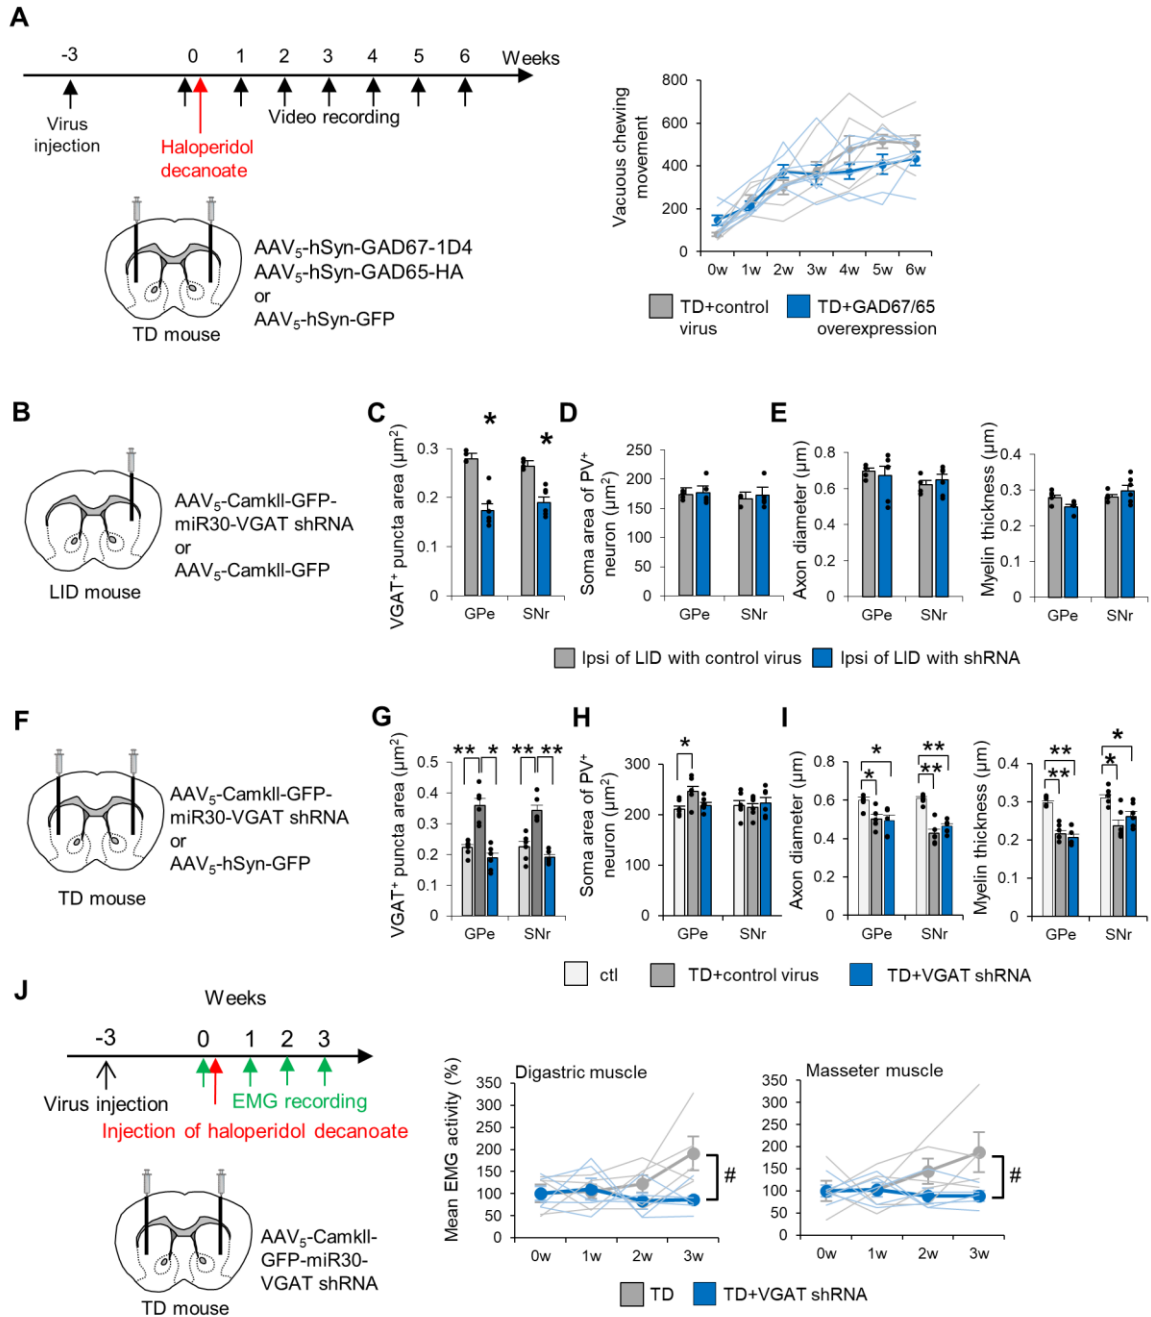 A
-3 0 1 2 3 4 5 6 Weeks
Virus
injection
Video recording
Haloperidol
decanoate
AAV5-hSyn-GAD67-1D4
AAV5-hSyn-GAD65-HA
or
AAV5-hSyn-GFP
TD mouse
Vacuous chewing
movement
800
600
400
200
0
0w 1w 2w 3w 4w 5w 6w
TD+control
virus
TD+GAD67/65
overexpression
B
AAV5-CamkII-GFP-
miR30-VGAT shRNA
or
AAV5-CamkII-GFP
LID mouse
C
VGAT+ puncta area (µm2)
0.3
0.2
0.1
0
* *
GPe SNr
D
Soma area of PV+
neuron (µm2)
250
200
150
100
50
0
GPe SNr
E
Axon diameter (µm)
0.8
0.6
0.4
0.2
0
GPe SNr
Myelin thickness (µm)
0.4
0.3
0.2
0.1
0
GPe SNr
Ipsi of LID with control virus Ipsi of LID with shRNA
F
AAV5-CamkII-GFP-
miR30-VGAT shRNA
or
AAV5-hSyn-GFP
TD mouse
G
VGAT+ puncta area (µm2)
0.5
0.4
0.3
0.2
0.1
0
** * ** **
GPe SNr
H
Soma area of PV+
neuron (µm2)
300
200
100
0
*
GPe SNr
I
Axon diameter (µm)
0.8
0.6
0.4
0.2
0
* **
* **
GPe SNr
Myelin thickness (µm)
0.4
0.3
0.2
0.1
0
** *
** *
GPe SNr
ctl TD+control virus TD+VGAT shRNA
J
Weeks
-3 0 1 2 3
Virus injection
EMG recording
Injection of haloperidol decanoate
AAV5-CamkII-
GFP-miR30-
VGAT shRNA
TD mouse
Mean EMG activity (%)
Digastric muscle
350
300
250
200
150
100
50
0
#
0w 1w 2w 3w
Masseter muscle
350
300
250
200
150
100
50
0
#
0w 1w 2w 3w
TD TD+VGAT shRNA